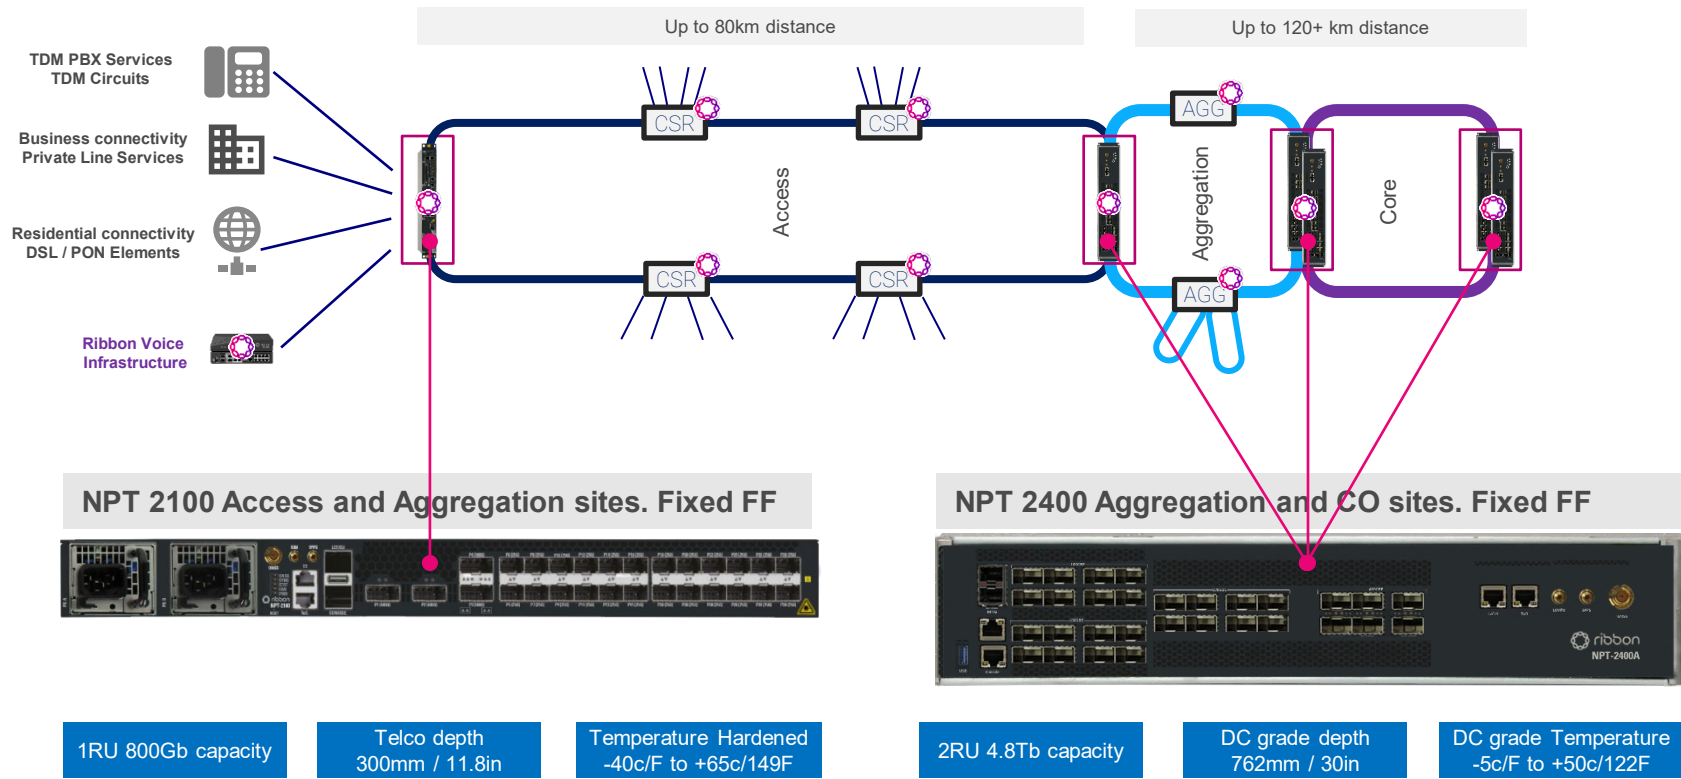 Up to 80km distance
Up to 120+ km distance
TDM PBX Services
TDM Circuits
Business connectivity
Private Line Services
Residential connectivity
DSL / PON Elements
Ribbon Voice
Infrastructure
CSR
CSR
AGG
Access
Aggregation
Core
CSR
CSR
AGG
NPT 2100 Access and Aggregation sites. Fixed FF
NPT 2400 Aggregation and CO sites. Fixed FF
ribbon
NPT-2100
ribbon
NPT-2400A
USB
1RU 800Gb capacity
Telco depth
300mm / 11.8in
Temperature Hardened
-40c/F to +65c/149F
2RU 4.8Tb capacity
DC grade depth
762mm / 30in
DC grade Temperature
-5c/F to +50c/122F